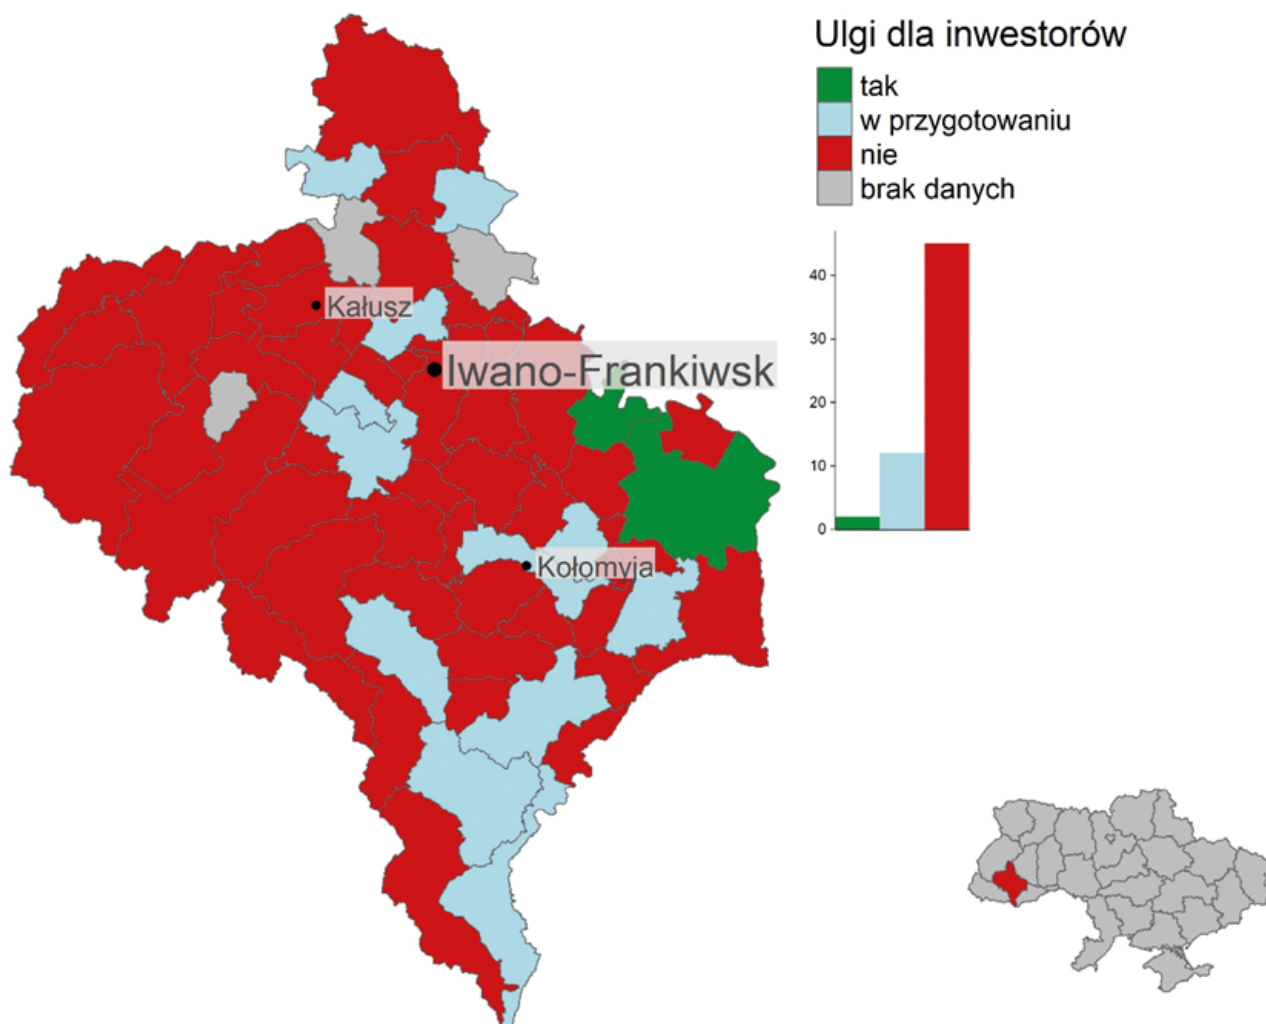 Ulgi dla inwestorów
tak
w przygotowaniu
nie
brak danych
40
30
20
10
0
Kałusz
Iwano-Frankiwsk
Kołomyja